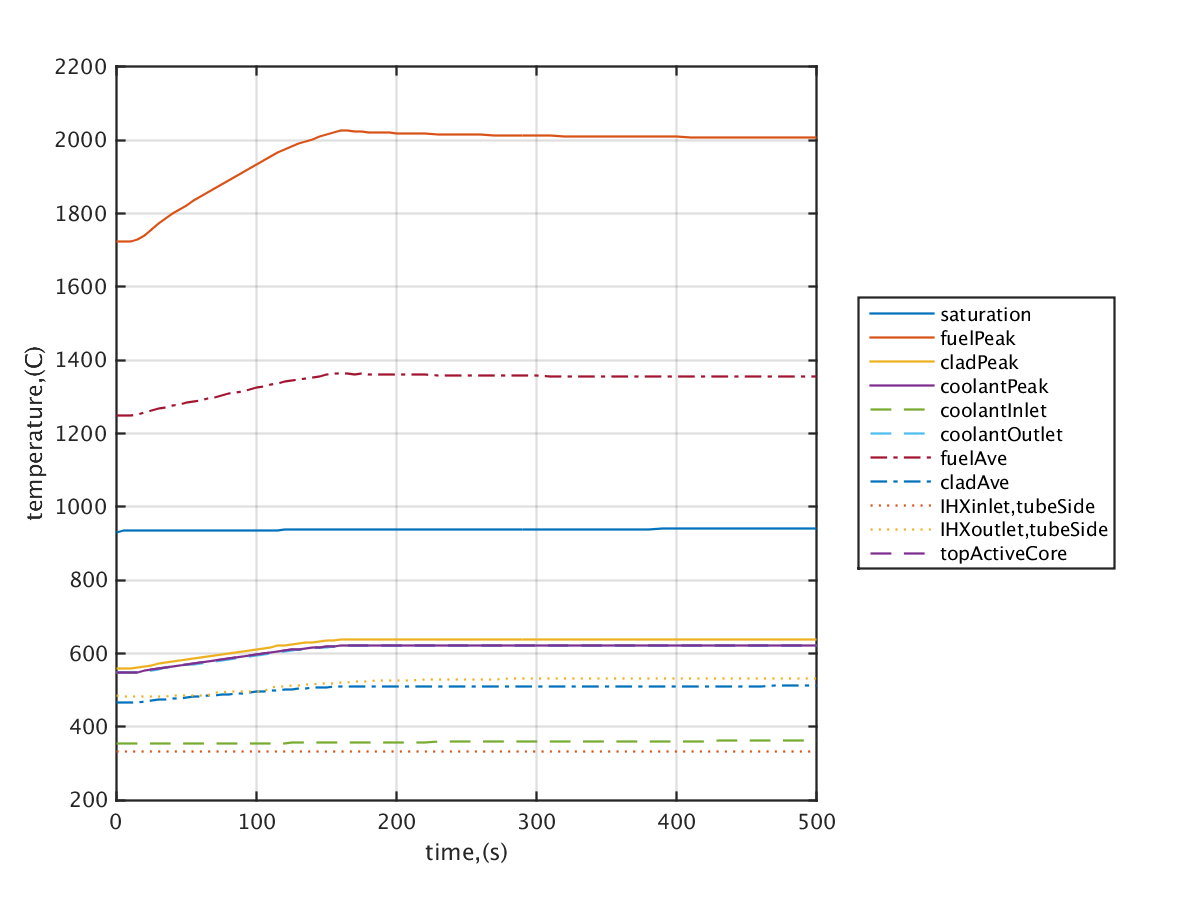 2200
2000
1800
1600
1400
1200
1000
800
600
400
200
temperature,(C)
0 100 200 300 400 500
time,(s)
saturation
fuelPeak
cladPeak
coolantPeak
coolantInlet
coolantOutlet
fuelAve
cladAve
IHXinlet,tubeSide
IHXoutlet,tubeSide
topActiveCore